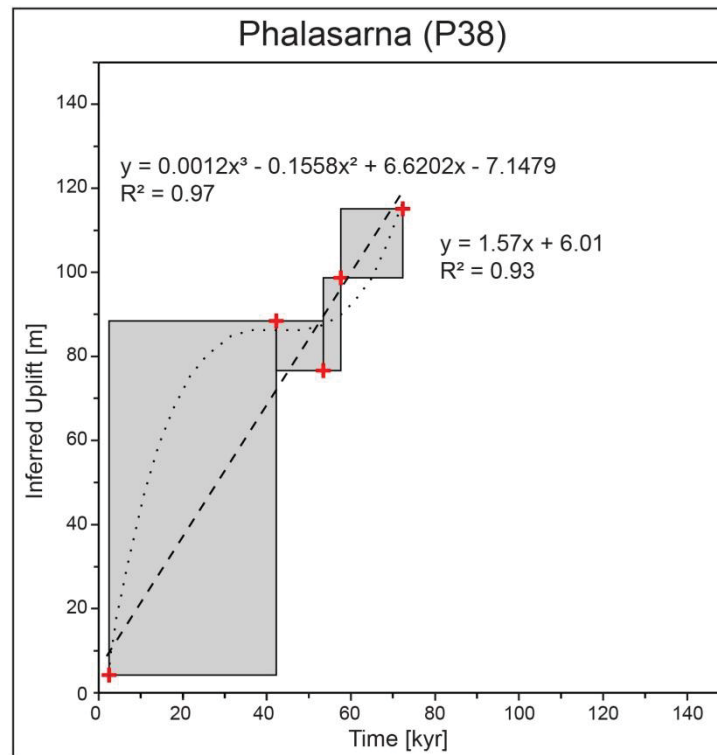 Phalasarna (P38)
140
y = 0.0012x³ - 0.1558x² + 6.6202x - 7.1479
R² = 0.97
120
y = 1.57x + 6.01
R² = 0.93
100
80
60
40
20
0
Inferred Uplift [m]
0 20 40 60 80 100 120 140
Time [kyr]